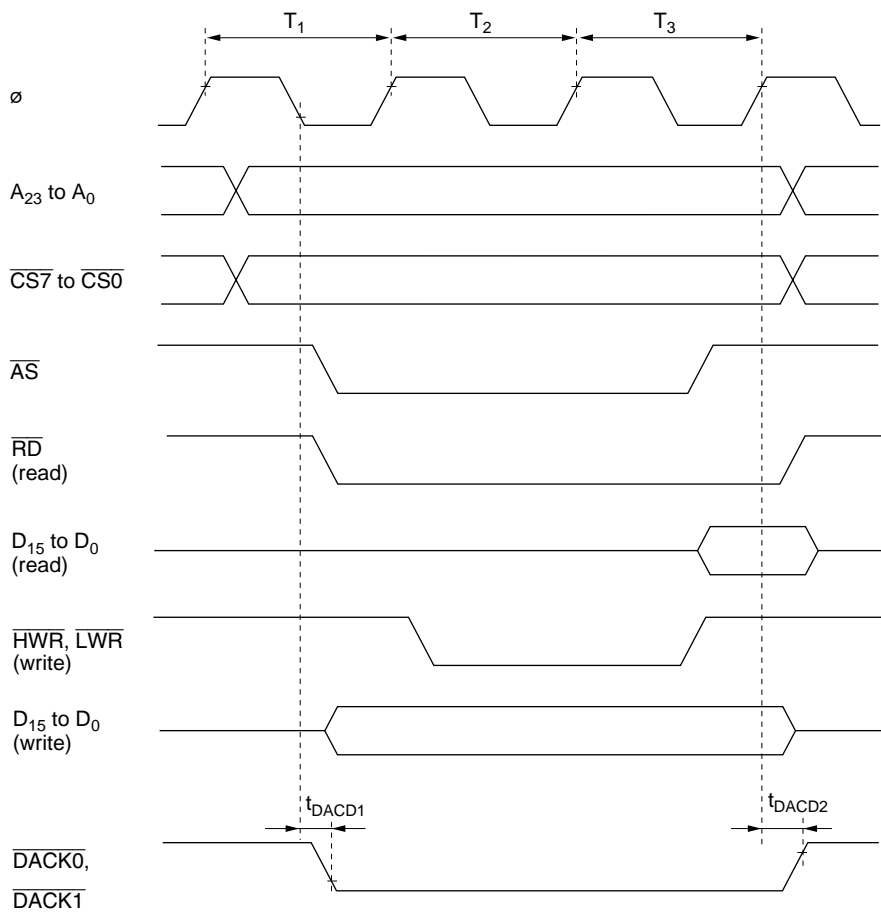 T1 T2 T3
ø
A23 to A0
CS7 to CS0
AS
RD
(read)
D15 to D0
(read)
HWR, LWR
(write)
D15 to D0
(write)
tDACD1 tDACD2
DACK0,
DACK1